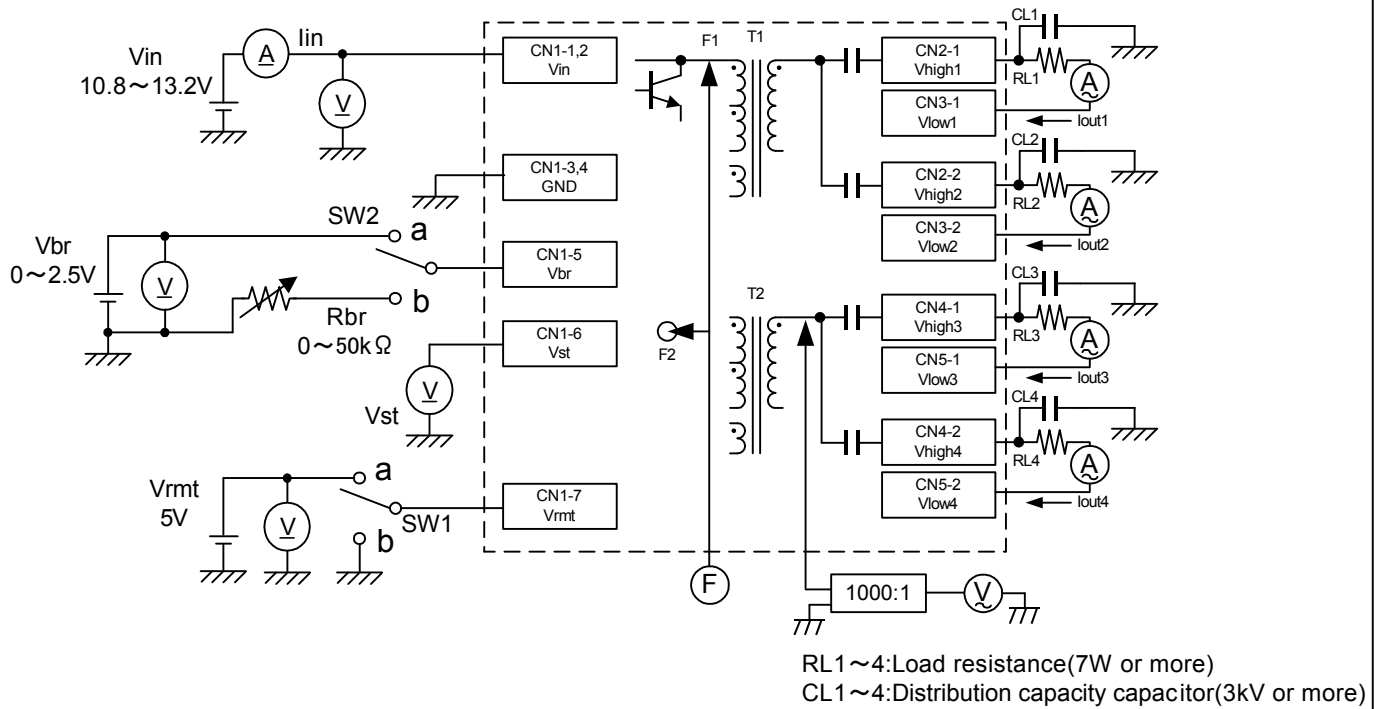 Vin
10.8～13.2V
A
Iin
V
CN1-1,2
Vin
F1
T1
CN2-1
Vhigh1
CL1
RL1
A
CN3-1
Vlow1
Iout1
CN1-3,4
GND
CN2-2
Vhigh2
CL2
RL2
A
CN3-2
Vlow2
Iout2
Vbr
0～2.5V
V
SW2
a
b
Rbr
0～50kΩ
CN1-5
Vbr
CN1-6
Vst
V
Vst
F2
T2
CN4-1
Vhigh3
CL3
RL3
A
CN5-1
Vlow3
Iout3
CN4-2
Vhigh4
CL4
RL4
A
CN5-2
Vlow4
Iout4
Vrmt
5V
V
a
b
SW1
CN1-7
Vrmt
F
1000:1
V
RL1～4:Load resistance(7W or more)
CL1～4:Distribution capacity capacitor(3kV or more)